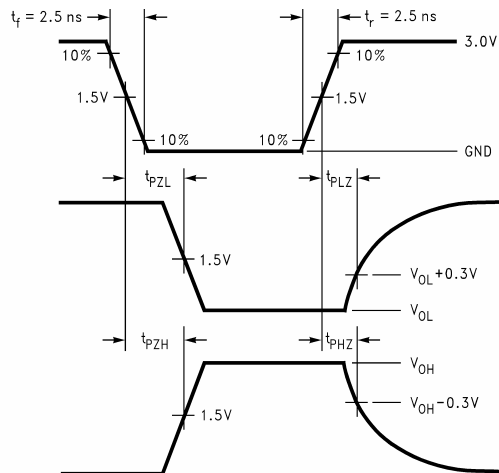 t_f = 2.5 ns
t_r = 2.5 ns
3.0V
10%
10%
1.5V
1.5V
10%
10%
GND
t_PZL
t_PLZ
1.5V
V_OL+0.3V
V_OL
t_PZH
t_PHZ
V_OH
1.5V
V_OH−0.3V